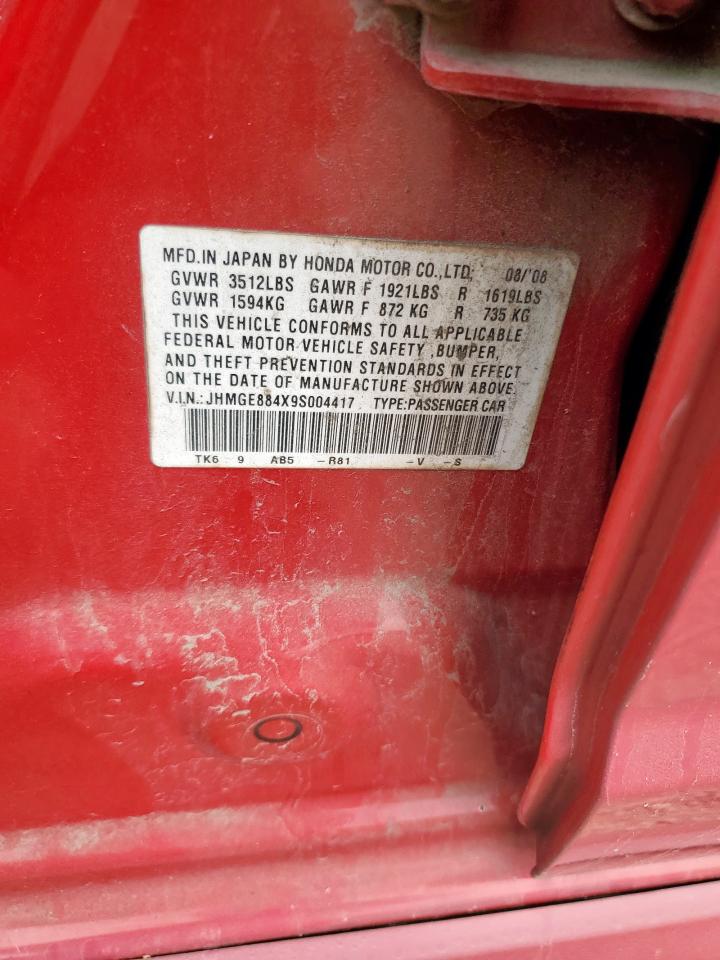 MFD.IN JAPAN BY HONDA MOTOR CO.,LTD; 08/'08
GVWR 3512LBS GAWR F 1921LBS R 1619LBS
GVWR 1594KG GAWR F 872 KG R 735 KG
THIS VEHICLE CONFORMS TO ALL APPLICABLE
FEDERAL MOTOR VEHICLE SAFETY ,BUMPER,
AND THEFT PREVENTION STANDARDS IN EFFECT
ON THE DATE OF MANUFACTURE SHOWN ABOVE.
V.I.N.:JHMGE884X9S004417 TYPE:PASSENGER CAR
TK6 9 AB5 -R81 -V -S